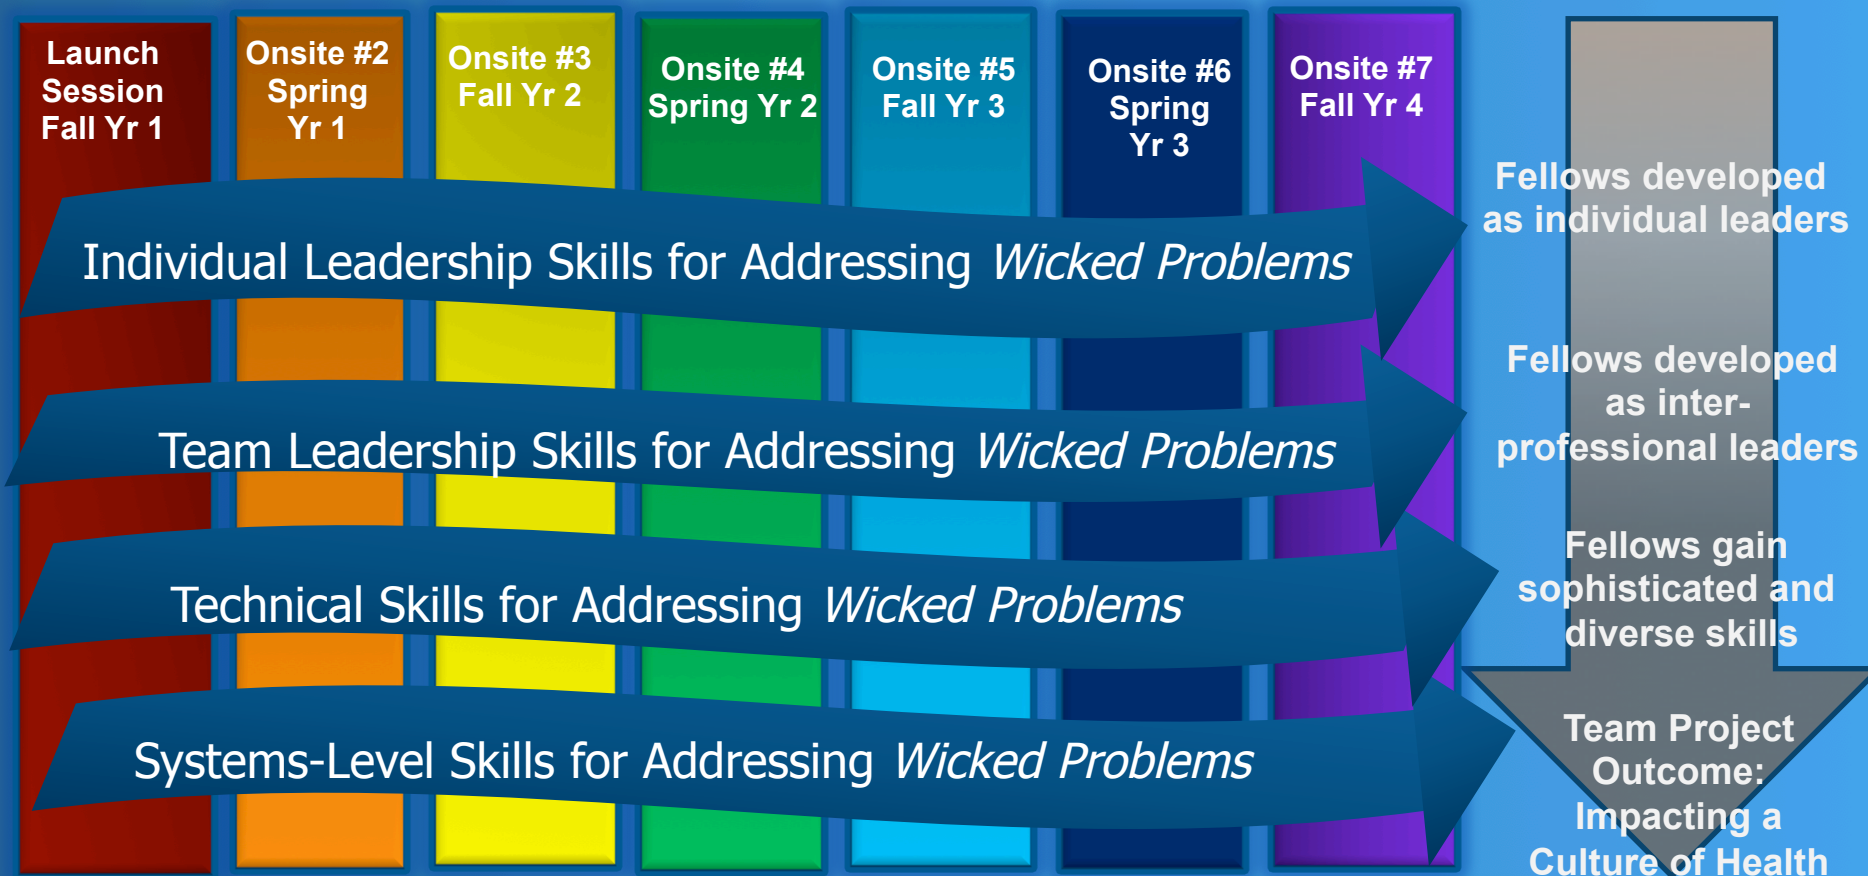 Launch
Session
Fall Yr 1
Onsite #2
Spring
Yr 1
Onsite #3
Fall Yr 2
Onsite #4
Spring Yr 2
Onsite #5
Fall Yr 3
Onsite #6
Spring
Yr 3
Onsite #7
Fall Yr 4
Individual Leadership Skills for Addressing Wicked Problems
Team Leadership Skills for Addressing Wicked Problems
Technical Skills for Addressing Wicked Problems
Systems-Level Skills for Addressing Wicked Problems
Fellows developed
as individual leaders
Fellows developed
as inter-
professional leaders
Fellows gain
sophisticated and
diverse skills
Team Project
Outcome:
Impacting a
Culture of Health